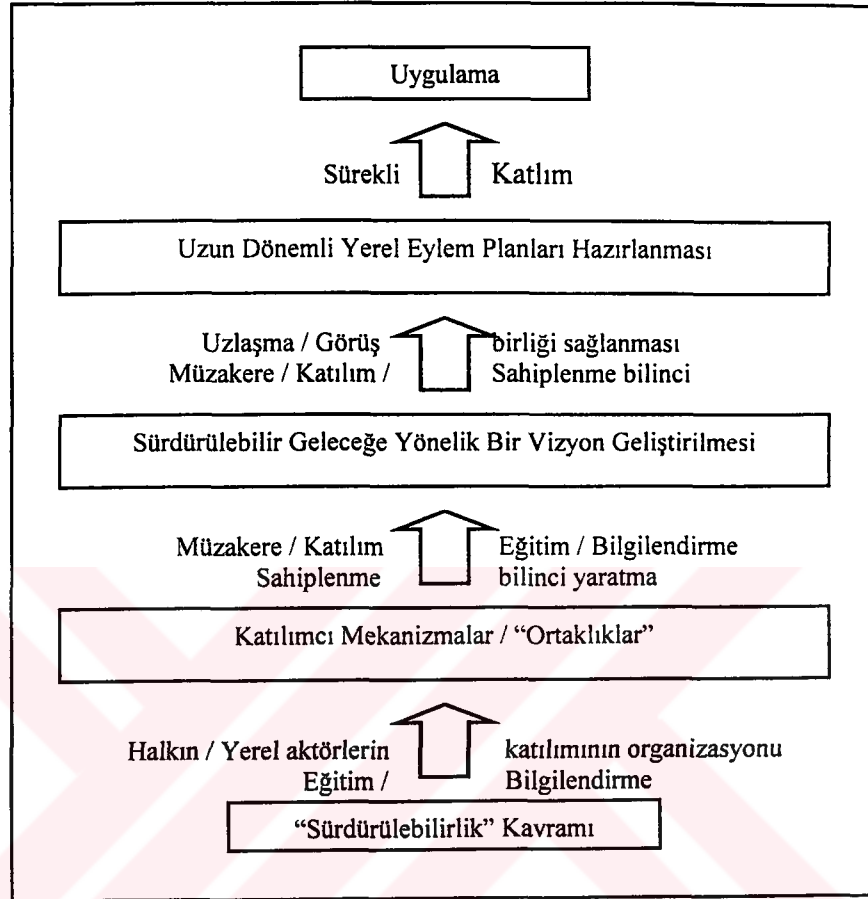 Uygulama
Sürekli Katlım
Uzun Dönemli Yerel Eylem Planları Hazırlanması
Uzlaşma / Görüş birliği sağlanması
Müzakere / Katılım / Sahiplenme bilinci
Sürdürülebilir Geleceğe Yönelik Bir Vizyon Geliştirilmesi
Müzakere / Katılım Eğitim / Bilgilendirme
Sahiplenme bilinci yaratma
Katılımcı Mekanizmalar / “Ortaklıklar”
Halkın / Yerel aktörlerin katılımının organizasyonu
Eğitim / Bilgilendirme
“Sürdürülebilirlik” Kavramı